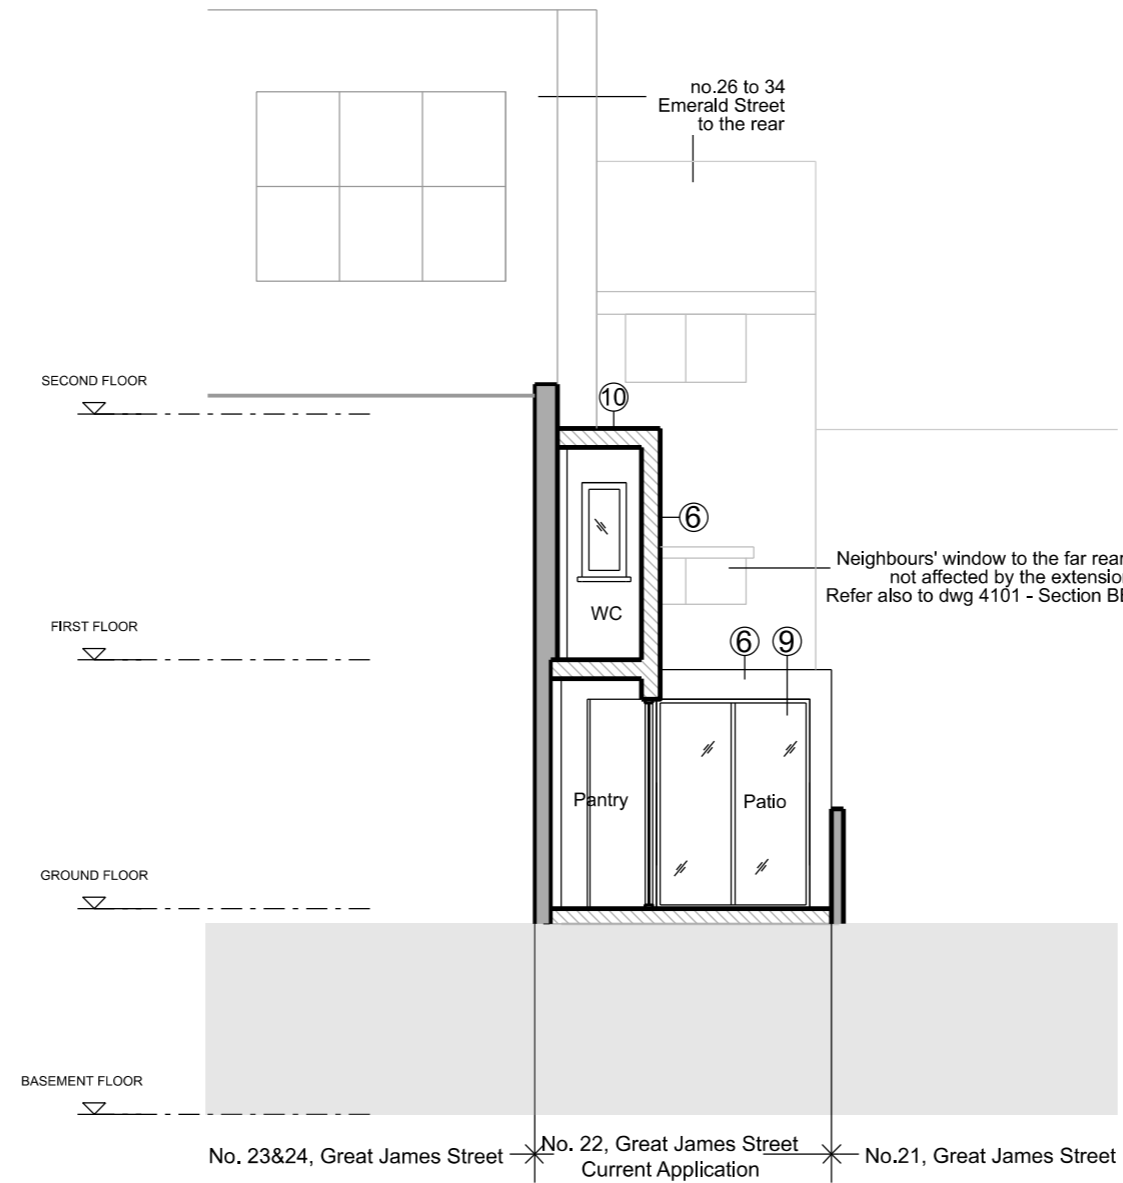 no.26 to 34
Emerald Street
to the rear
SECOND FLOOR
10
6
Neighbours' window to the far rear
not affected by the extensio
Refer also to dwg 4101 - Section B
WC
FIRST FLOOR
6 9
Pantry
Patio
GROUND FLOOR
BASEMENT FLOOR
No. 23&24, Great James Street
No. 22, Great James Street
Current Application
No.21, Great James Street